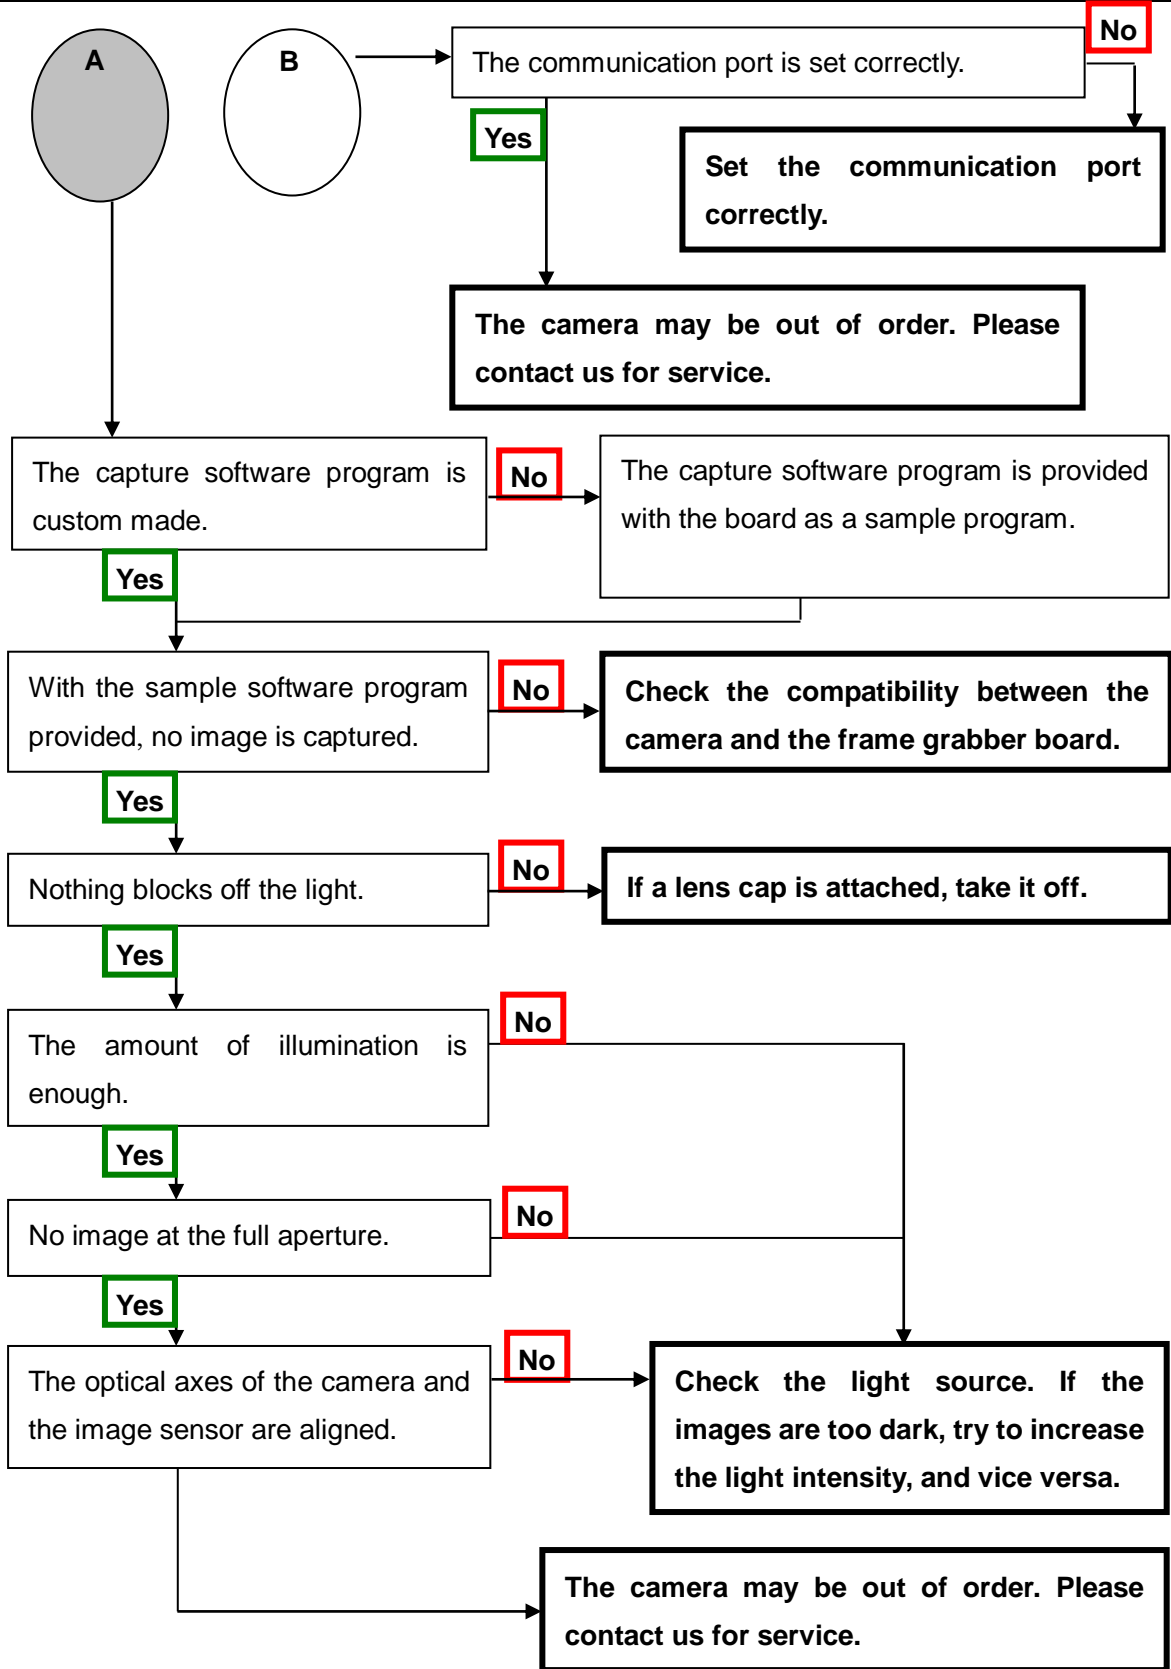 A
B
The communication port is set correctly.
No
Yes
Set the communication port
correctly.
The camera may be out of order. Please
contact us for service.
The capture software program is
custom made.
No
The capture software program is provided
with the board as a sample program.
Yes
With the sample software program
provided, no image is captured.
No
Check the compatibility between the
camera and the frame grabber board.
Yes
Nothing blocks off the light.
No
If a lens cap is attached, take it off.
Yes
The amount of illumination is
enough.
No
Yes
No image at the full aperture.
No
Yes
The optical axes of the camera and
the image sensor are aligned.
No
Check the light source. If the
images are too dark, try to increase
the light intensity, and vice versa.
The camera may be out of order. Please
contact us for service.